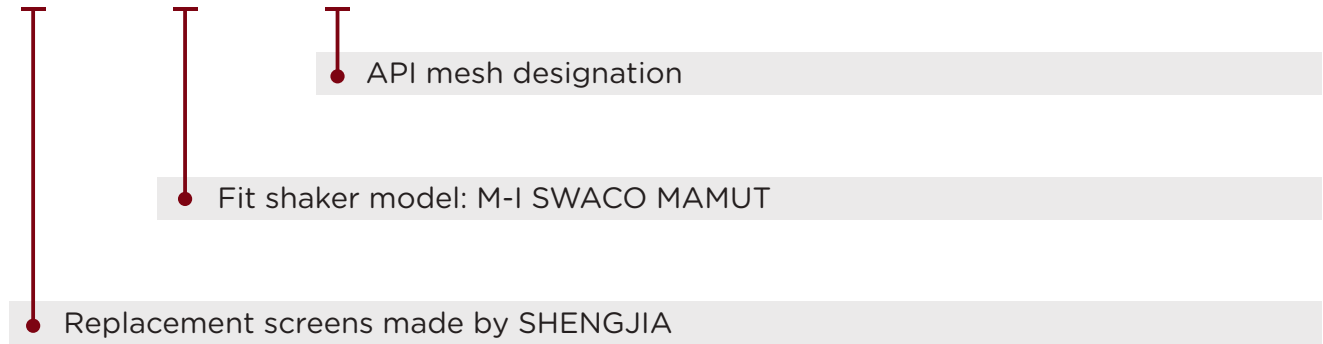 API mesh designation
Fit shaker model: M-I SWACO MAMUT
Replacement screens made by SHENGJIA